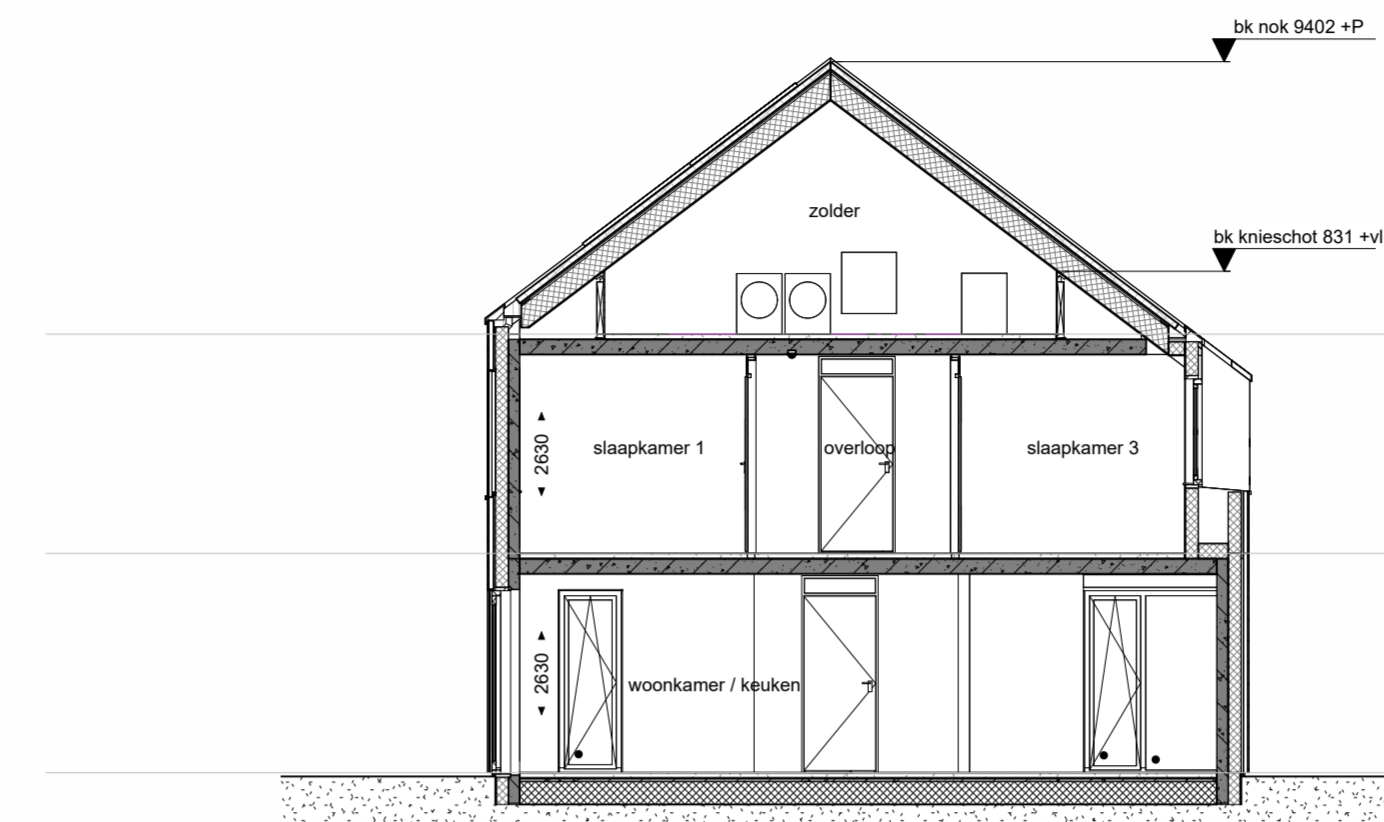 bk nok 9402 +P
zolder
bk knieschot 831 +vl
2630
slaapkamer 1
overloop
slaapkamer 3
2630
woonkamer / keuken